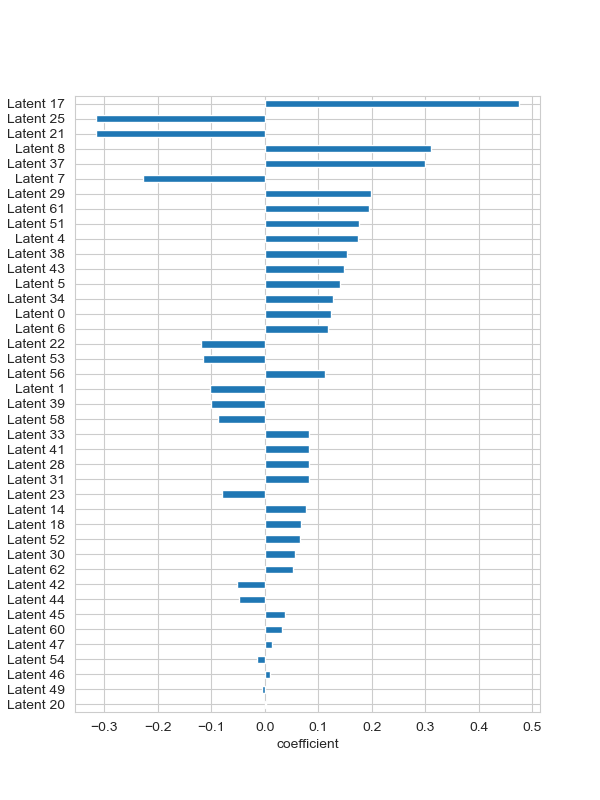 Latent 17
Latent 25
Latent 21
Latent 8
Latent 37
Latent 7
Latent 29
Latent 61
Latent 51
Latent 4
Latent 38
Latent 43
Latent 5
Latent 34
Latent 0
Latent 6
Latent 22
Latent 53
Latent 56
Latent 1
Latent 39
Latent 58
Latent 33
Latent 41
Latent 28
Latent 31
Latent 23
Latent 14
Latent 18
Latent 52
Latent 30
Latent 62
Latent 42
Latent 44
Latent 45
Latent 60
Latent 47
Latent 54
Latent 46
Latent 49
Latent 20
−0.3 −0.2 −0.1 0.0 0.1 0.2 0.3 0.4 0.5
coefficient